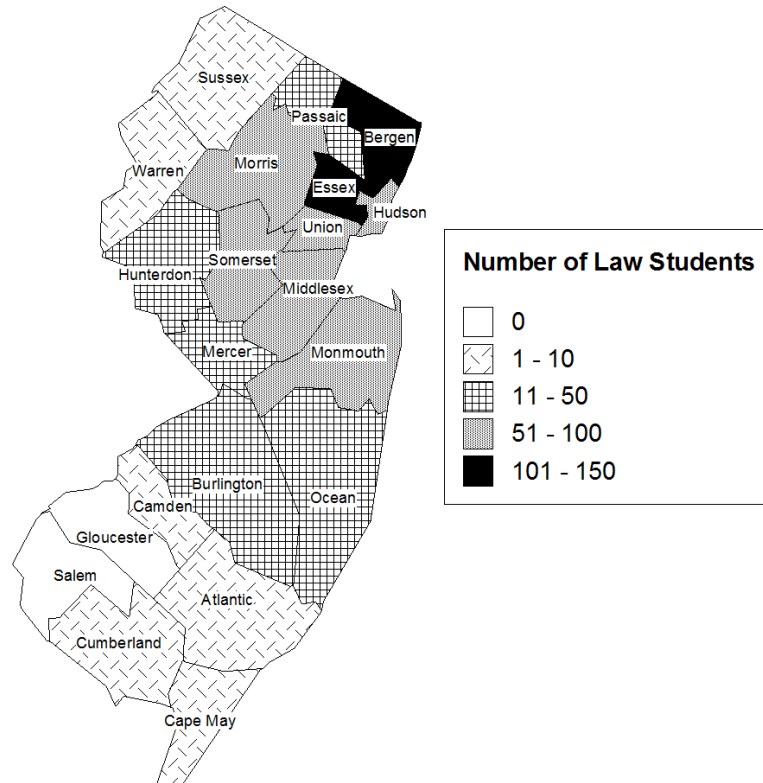 Sussex
Passaic
Bergen
Warren
Morris
Essex
Hudson
Union
Somerset
Hunterdon
Middlesex
Mercer
Monmouth
Burlington
Ocean
Camden
Gloucester
Salem
Atlantic
Cumberland
Cape May
Number of Law Students
0
1 - 10
11 - 50
51 - 100
101 - 150